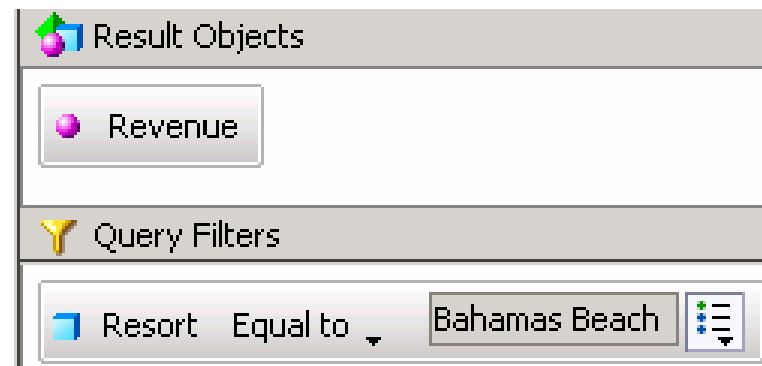 Result Objects
Revenue
Query Filters
Resort Equal to Bahamas Beach